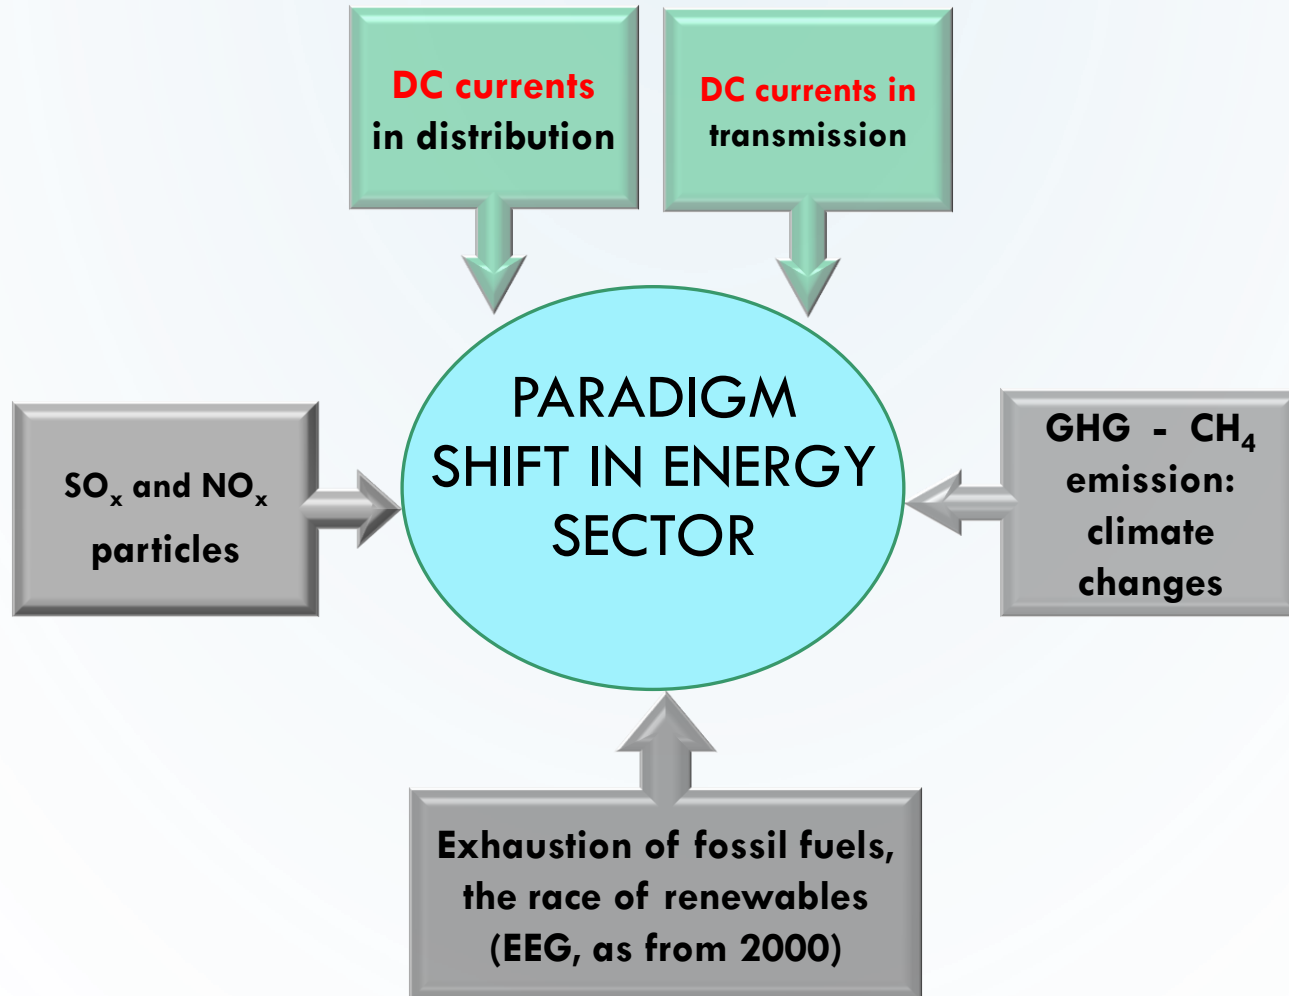 DC currents
in distribution
DC currents in
transmission
PARADIGM
SHIFT IN ENERGY
SECTOR
SOₓ and NOₓ
particles
GHG - CH₄
emission:
climate
changes
Exhaustion of fossil fuels,
the race of renewables
(EEG, as from 2000)